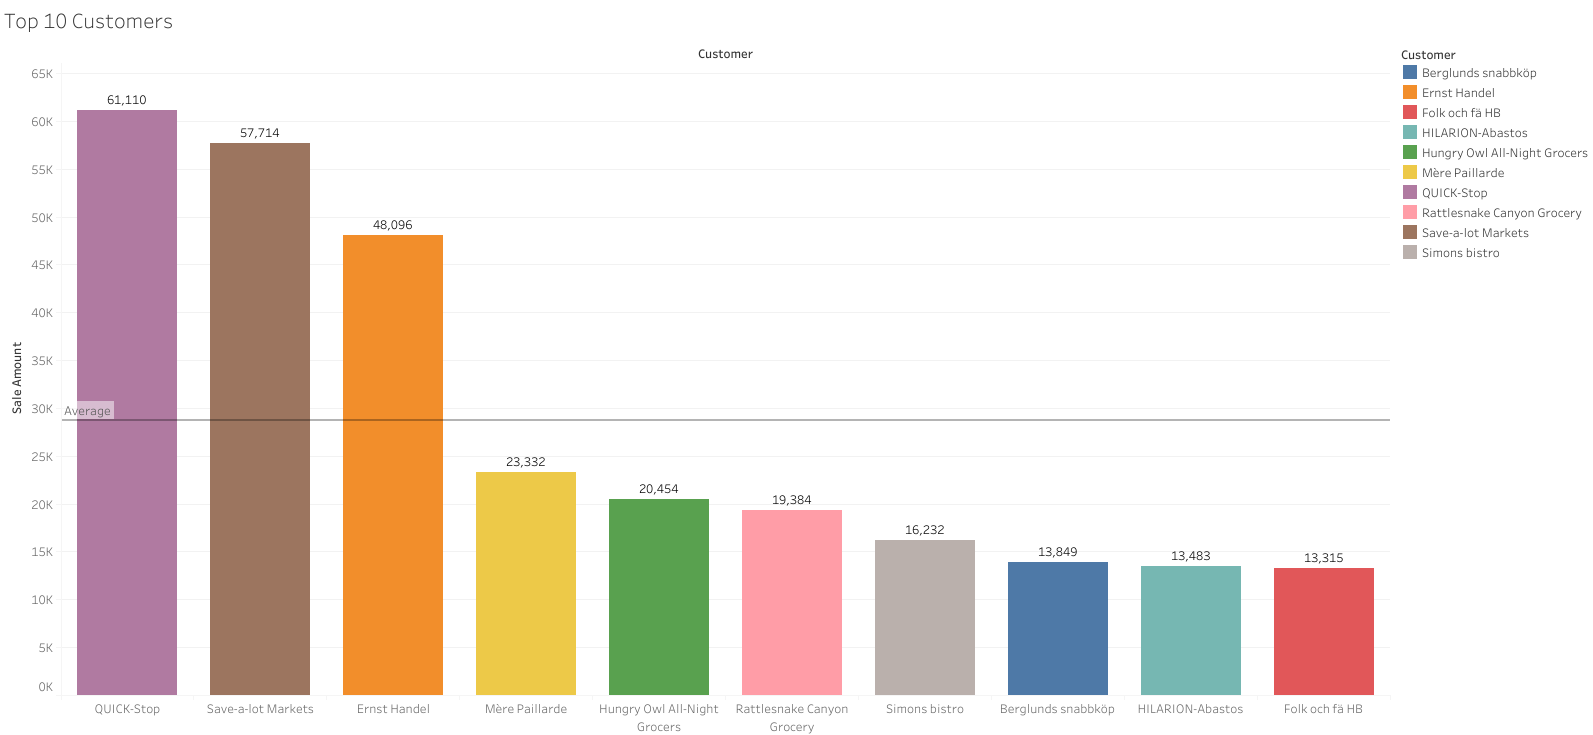 Top 10 Customers
Customer
65K
60K
55K
50K
45K
40K
35K
30K
25K
20K
15K
10K
5K
0K
Sale Amount
Average
61,110
57,714
48,096
23,332
20,454
19,384
16,232
13,849
13,483
13,315
QUICK-Stop
Save-a-lot Markets
Ernst Handel
Mère Paillarde
Hungry Owl All-Night
Grocers
Rattlesnake Canyon
Grocery
Simons bistro
Berglunds snabbköp
HILARION-Abastos
Folk och fä HB
Customer
Berglunds snabbköp
Ernst Handel
Folk och fä HB
HILARION-Abastos
Hungry Owl All-Night Grocers
Mère Paillarde
QUICK-Stop
Rattlesnake Canyon Grocery
Save-a-lot Markets
Simons bistro